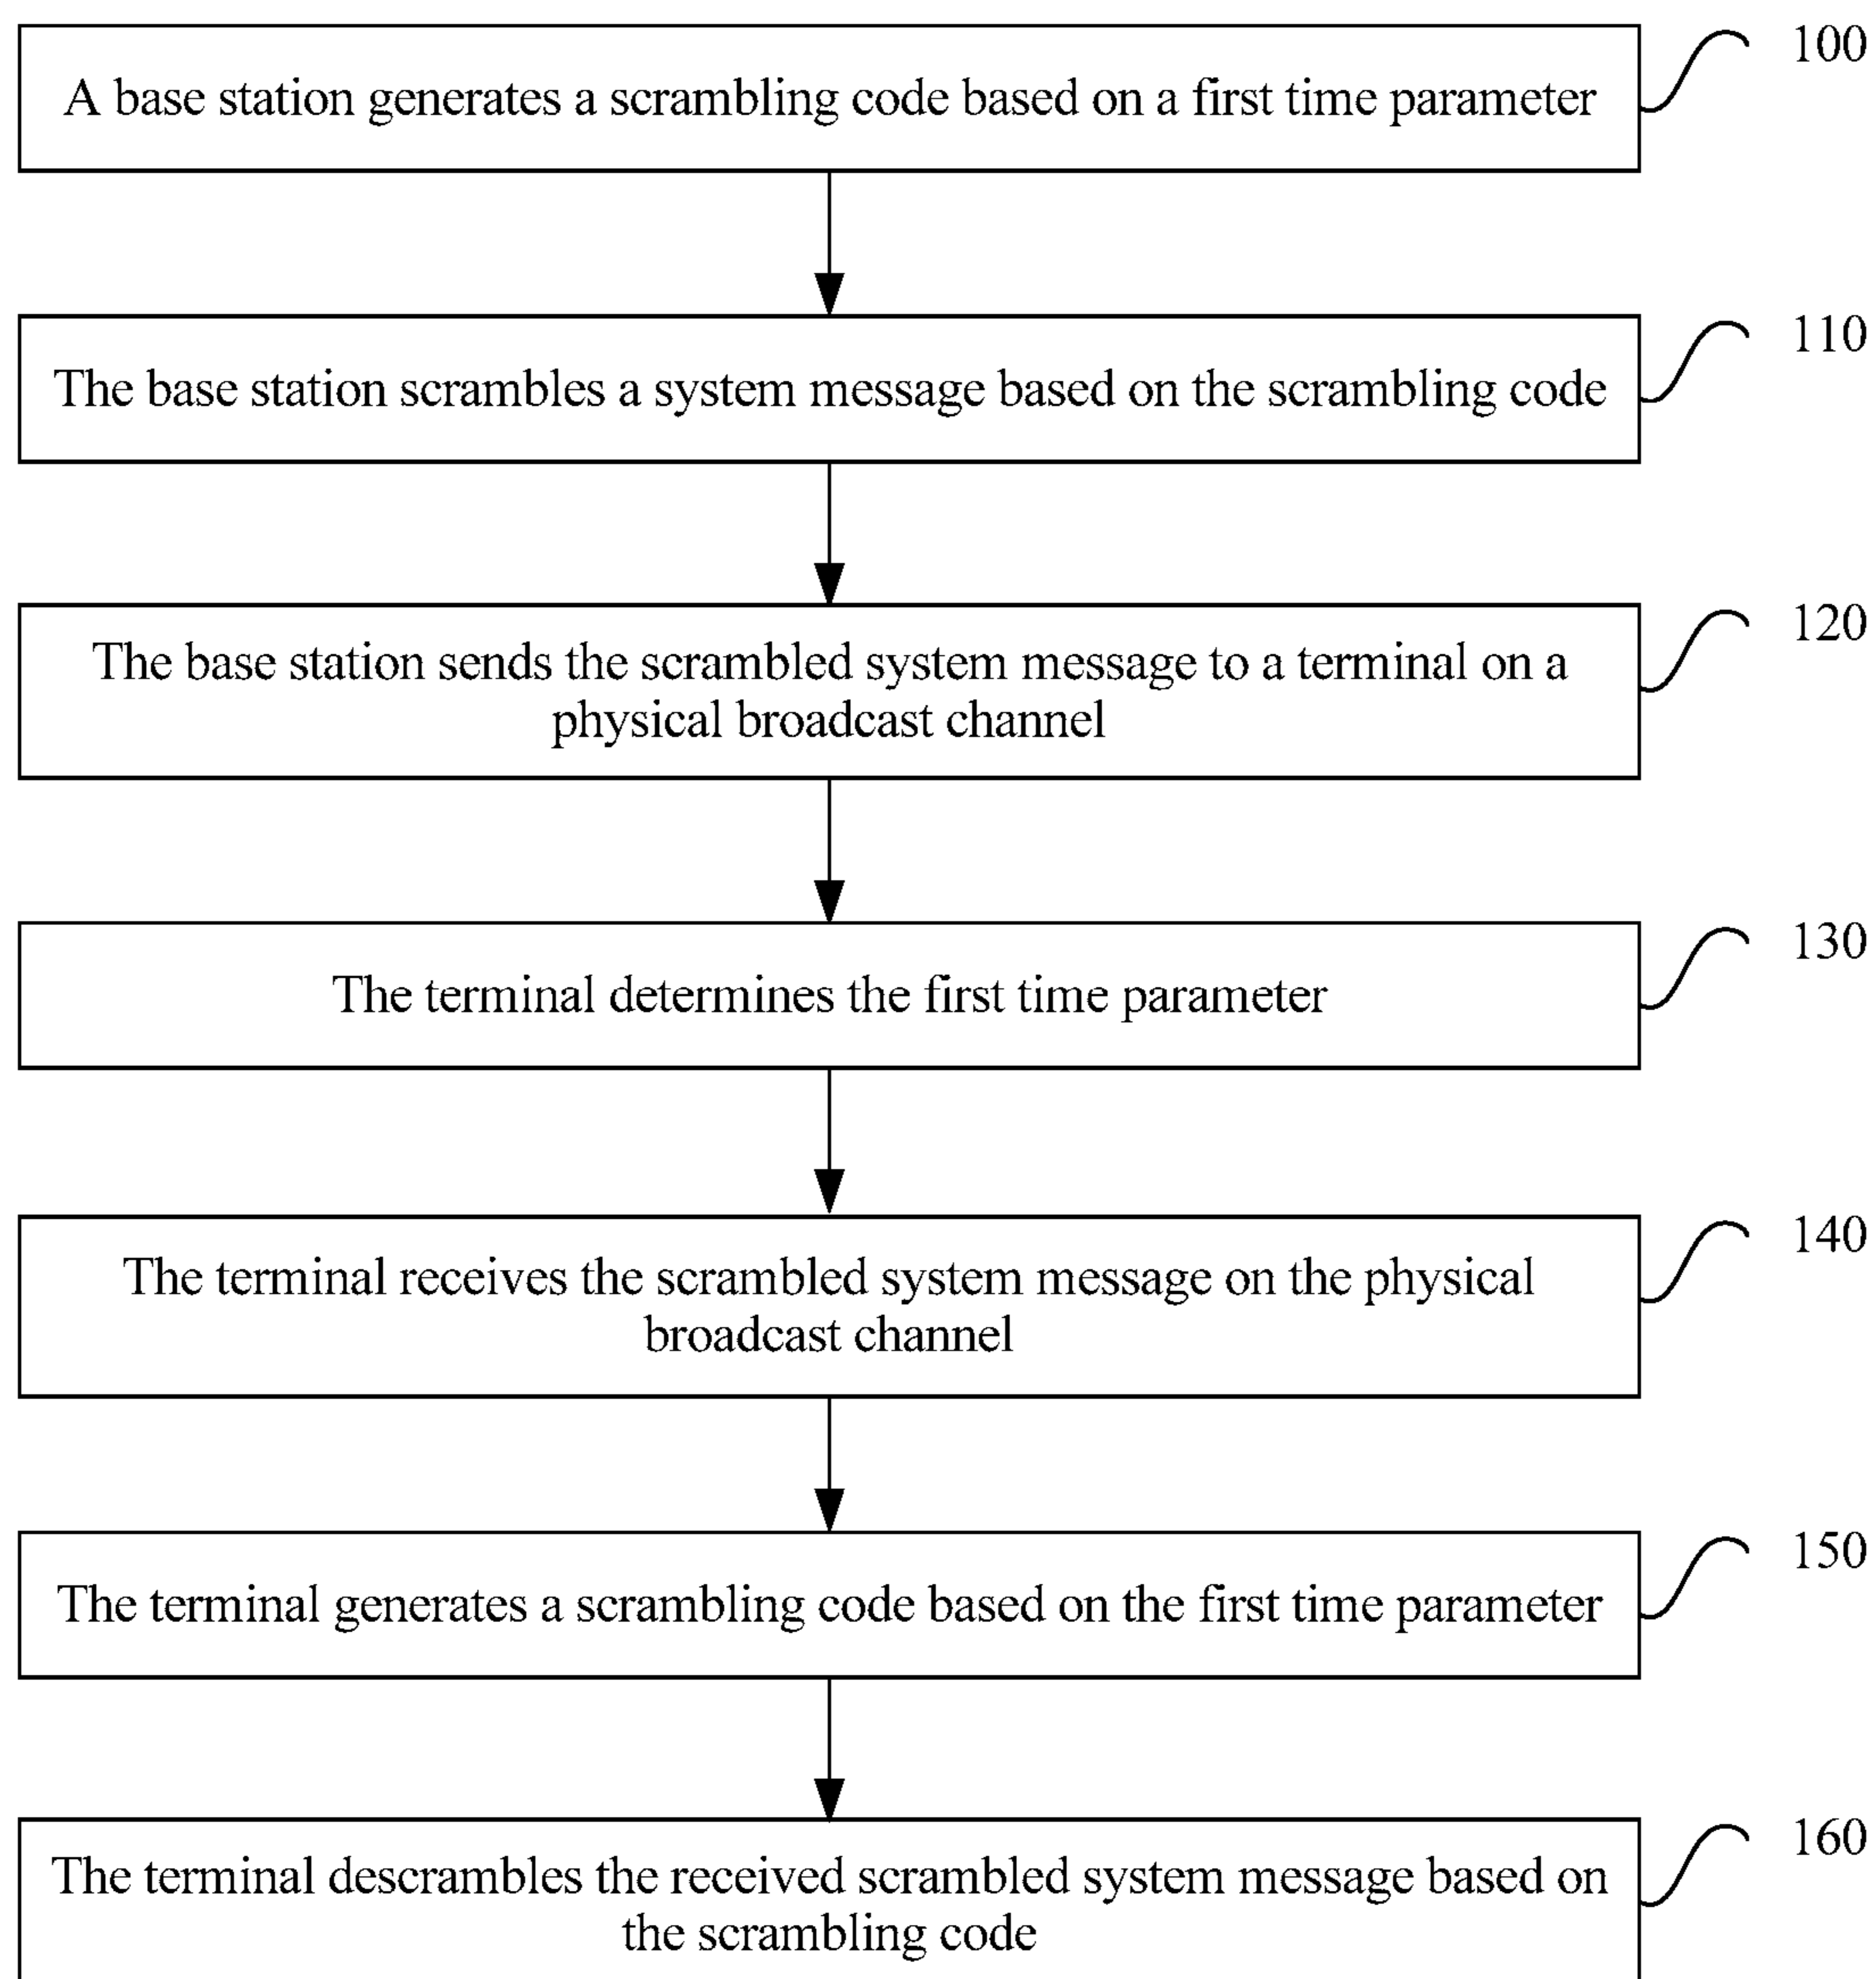 A base station generates a scrambling code based on a first time parameter
100
The base station scrambles a system message based on the scrambling code
110
The base station sends the scrambled system message to a terminal on a
physical broadcast channel
120
The terminal determines the first time parameter
130
The terminal receives the scrambled system message on the physical
broadcast channel
140
The terminal generates a scrambling code based on the first time parameter
150
The terminal descrambles the received scrambled system message based on
the scrambling code
160